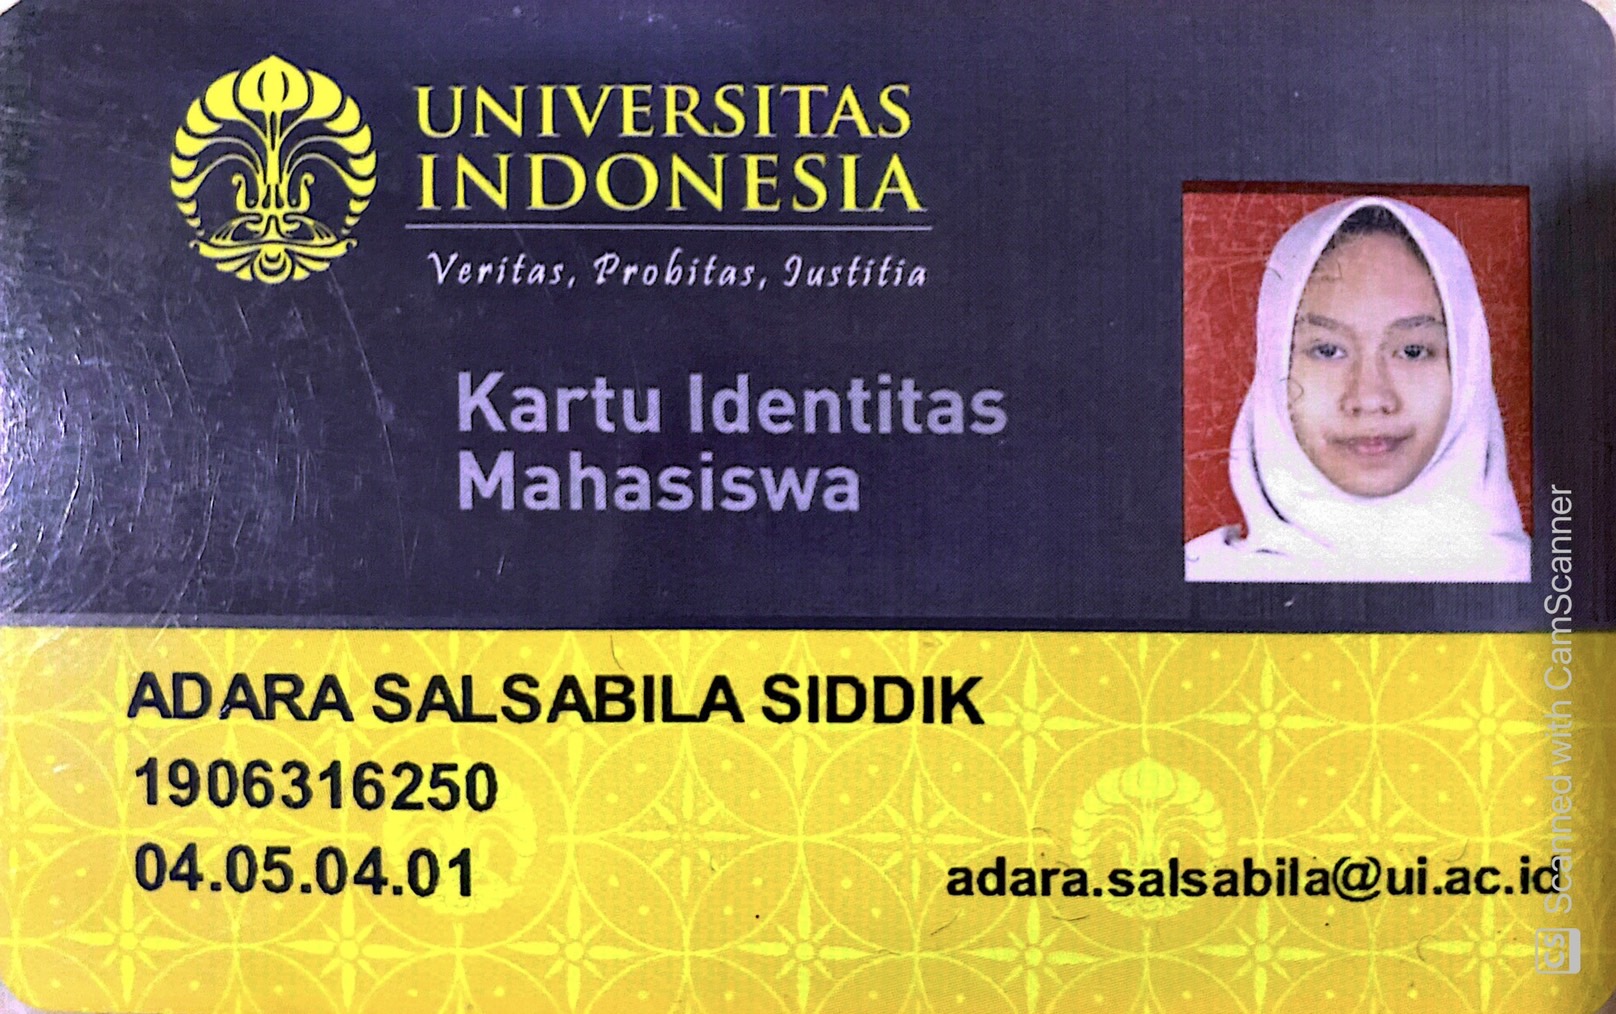 UNIVERSITAS
INDONESIA
Veritas, Probitas, Iustitia
Kartu Identitas
Mahasiswa
ADARA SALSABILA SIDDIK
1906316250
04.05.04.01
adara.salsabila@ui.ac.id
CS Scanned with CamScanner